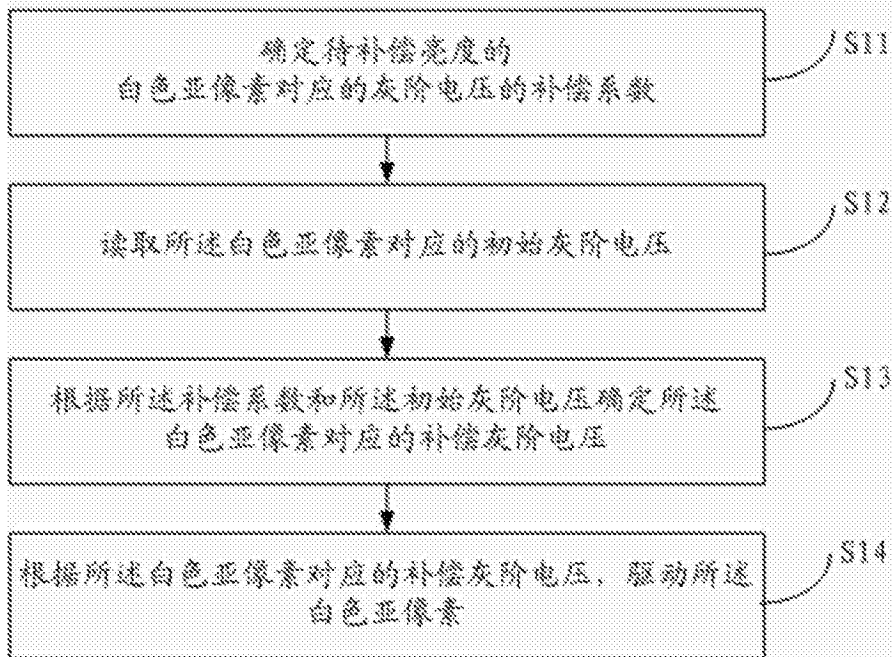 确定待补偿亮度的
白色亚像素对应的灰阶电压的补偿系数
S11
读取所述白色亚像素对应的初始灰阶电压
S12
根据所述补偿系数和所述初始灰阶电压确定所述
白色亚像素对应的补偿灰阶电压
S13
根据所述白色亚像素对应的补偿灰阶电压，驱动所述
白色亚像素
S14